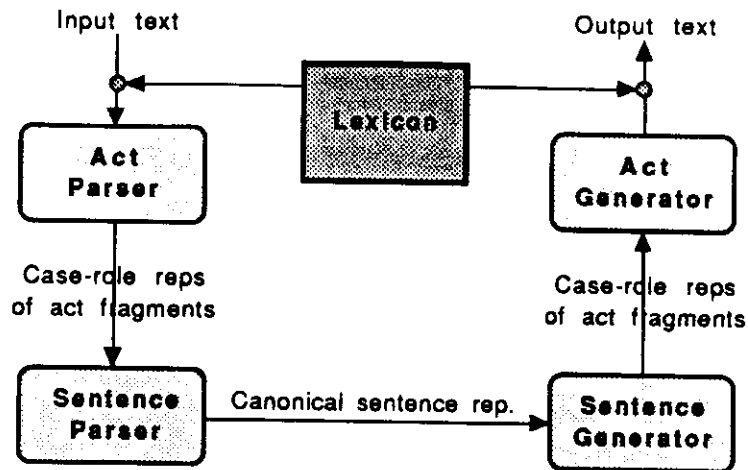 Input text
Output text
Lexicon
Act
Parser
Act
Generator
Case-role reps
of act fragments
Case-role reps
of act fragments
Sentence
Parser
Canonical sentence rep.
Sentence
Generator